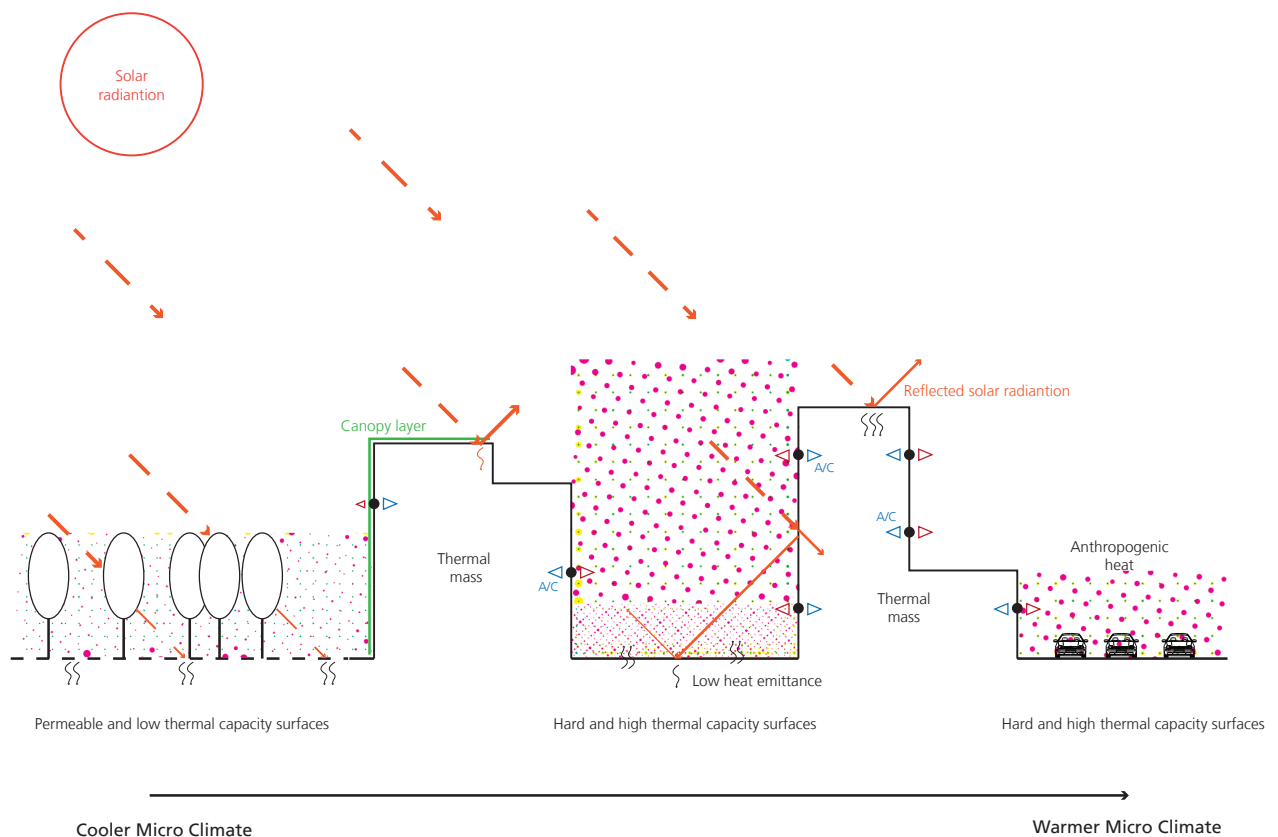 Solar
radiantion
Reflected solar radiantion
Canopy layer
A/C
A/C
Thermal
mass
A/C
Anthropogenic
heat
Thermal
mass
Low heat emittance
Permeable and low thermal capacity surfaces
Hard and high thermal capacity surfaces
Hard and high thermal capacity surfaces
Cooler Micro Climate
Warmer Micro Climate